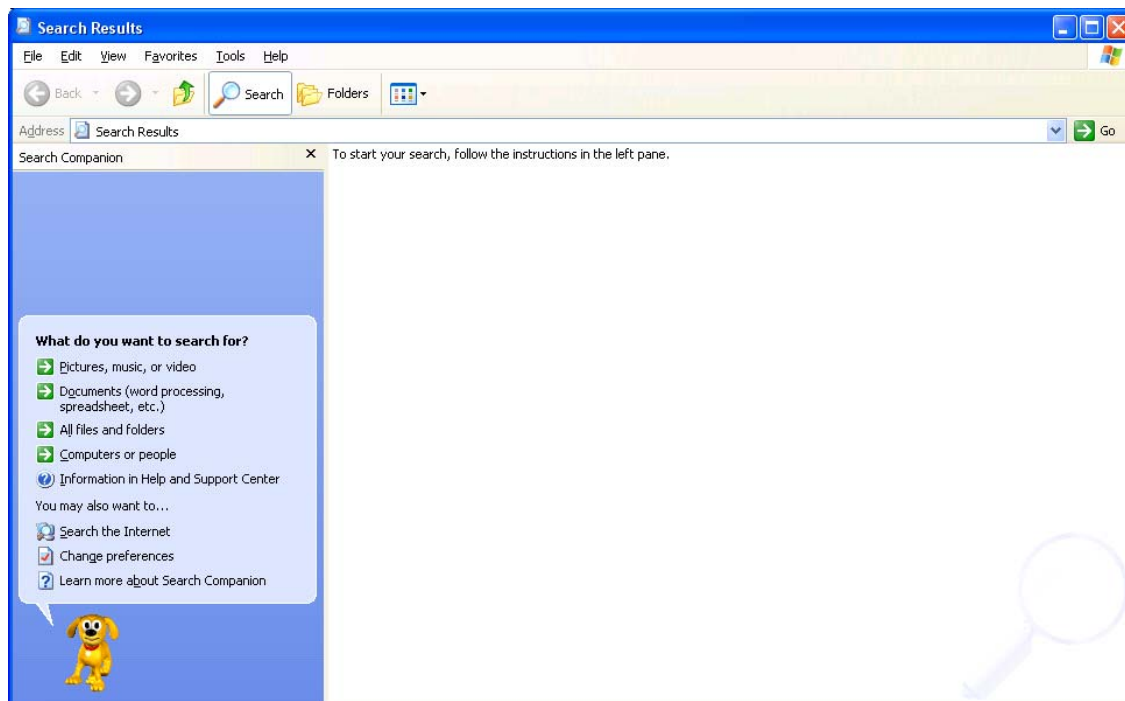 Search Results
File Edit View Favorites Tools Help
Back Search Folders
Address Search Results Go
Search Companion
To start your search, follow the instructions in the left pane.
What do you want to search for?
Pictures, music, or video
Documents (word processing,
spreadsheet, etc.)
All files and folders
Computers or people
Information in Help and Support Center
You may also want to...
Search the Internet
Change preferences
Learn more about Search Companion